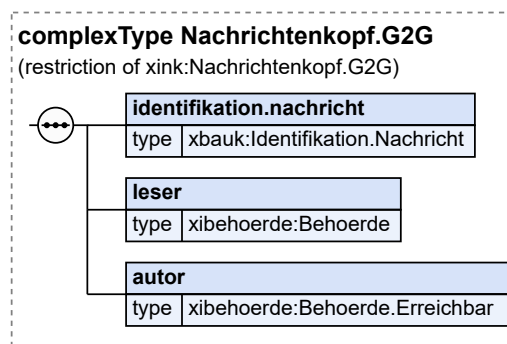 complexType Nachrichtenkopf.G2G
(restriction of xink:Nachrichtenkopf.G2G)
identifikation.nachricht
type xbauk:Identifikation.Nachricht
leser
type xibehoerde:Behoerde
autor
type xibehoerde:Behoerde.Erreichbar